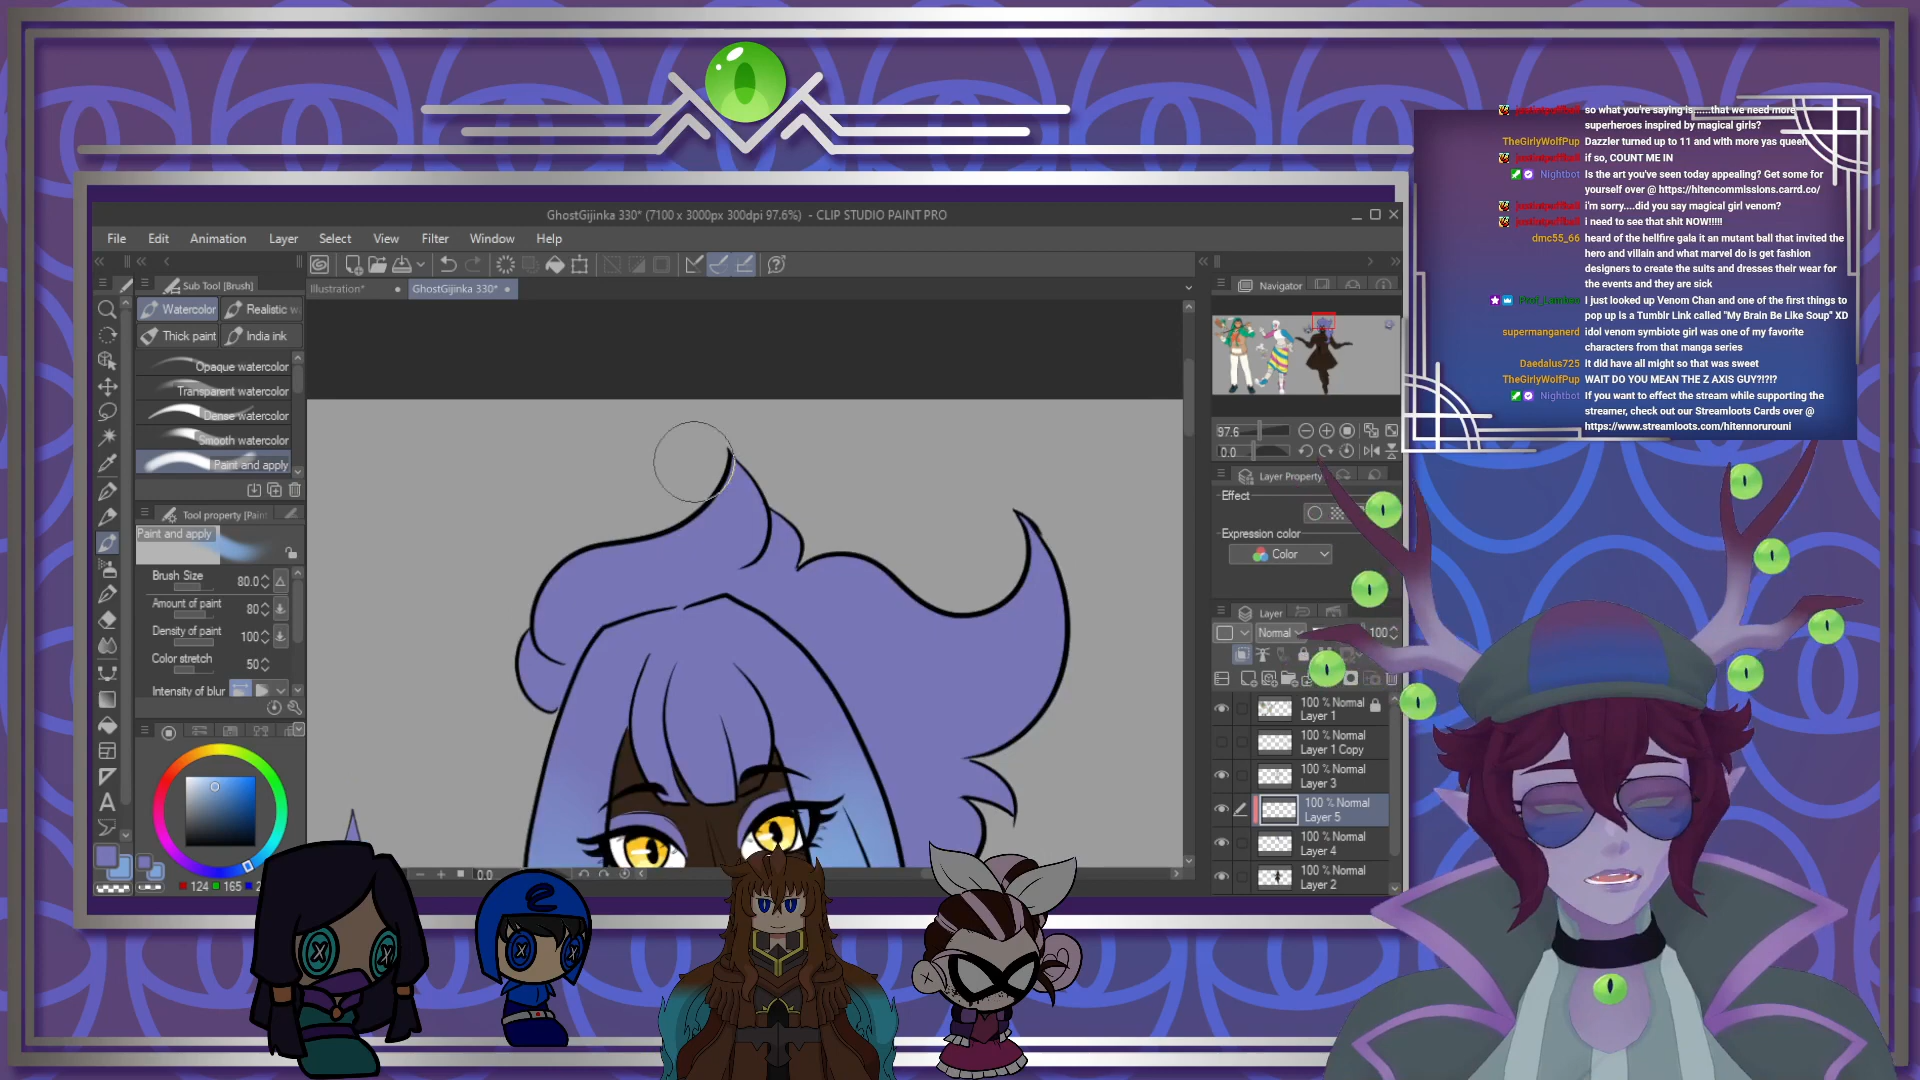 GhostGijinka 330* (7100 x 3000px 300dpi 97.6%) - CLIP STUDIO PAINT PRO
File Edit Animation Layer Select View Filter Window Help
Sub Tool [Brush]
Illustration*
GhostGijinka 330*
Watercolor
Realistic w
Thick paint
India ink
Opaque watercolor
Transparent watercolor
Dense watercolor
Smooth watercolor
Paint and apply
Tool property [Pain
Paint and apply
Brush Size 80.0
Amount of paint 80
Density of paint 100
Color stretch 50
Intensity of blur
124 165
0.0
Navigator
97.6
0.0
Layer Property
Effect
Expression color
Color
Layer
Normal 100
100 % Normal
Layer 1
100 % Normal
Layer 1 Copy
100 % Normal
Layer 3
100 % Normal
Layer 5
100 % Normal
Layer 4
100 % Normal
Layer 2
so what you're saying is......that we need more
superheroes inspired by magical girls?
TheGirlyWolfPup Dazzler turned up to 11 and with more yas queen
if so, COUNT ME IN
Nightbot Is the art you've seen today appealing? Get some for
yourself over @ https://hitencommissions.carrd.co/
i'm sorry....did you say magical girl venom?
i need to see that shit NOW!!!!!
dmc55_66 heard of the hellfire gala it an mutant ball that invited the
hero and villain and what marvel do is get fashion
designers to create the suits and dresses their wear for
the events and they are sick
I just looked up Venom Chan and one of the first things to
pop up is a Tumblr Link called "My Brain Be Like Soup" XD
supermanganerd idol venom symbiote girl was one of my favorite
characters from that manga series
Daedalus725 it did have all might so that was sweet
TheGirlyWolfPup WAIT DO YOU MEAN THE Z AXIS GUY?!?!?
Nightbot If you want to effect the stream while supporting the
streamer, check out our Streamloots Cards over @
https://www.streamloots.com/hitennorurouni